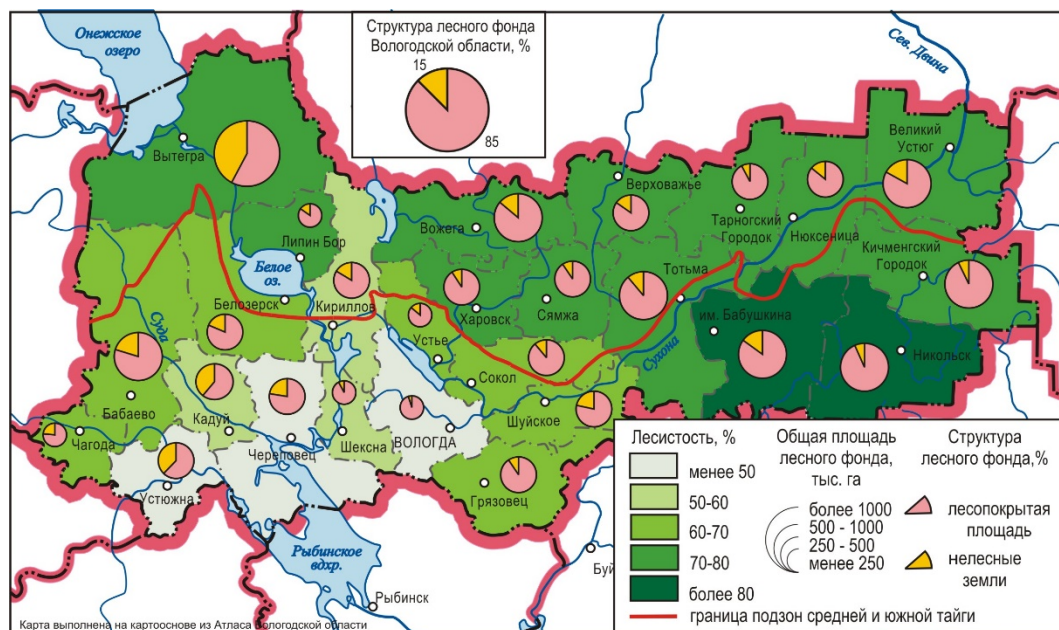 Онежское
озеро
Структура лесного фонда
Вологодской области, %
15
85
Сев. Двина
Вытегра
Великий
Устюг
Верховажье
Тарногский
Городок
Нюксеница
Липин Бор
Вожега
Кичменгский
Городок
Белое
оз.
Тотьма
Белозерск
Кириллов
Харовск
Сямжа
им. Бабушкина
Суда
Устье
Сухона
Никольск
Сокол
Бабаево
Кадуй
Шуйское
Чагода
Череповец
Шексна
ВОЛОГДА
Устюжна
Грязовец
Рыбинское
вдхр.
Буй
Рыбинск
Лесистость, %
менее 50
50-60
60-70
70-80
более 80
Общая площадь
лесного фонда,
тыс. га
более 1000
500 - 1000
250 - 500
менее 250
Структура
лесного фонда,%
лесопокрытая
площадь
нелесные
земли
граница подзон средней и южной тайги
Карта выполнена на картооснове из Атласа Вологодской области